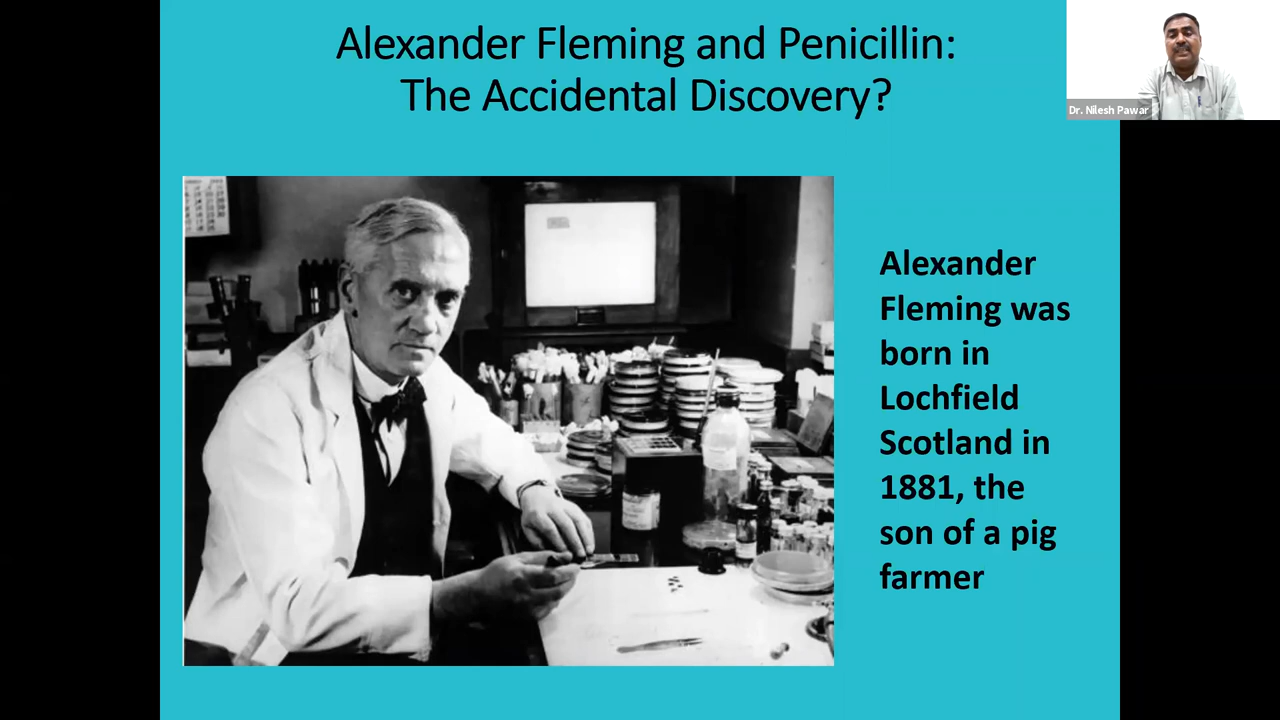 Alexander Fleming and Penicillin:
The Accidental Discovery?
Dr. Nilesh Pawar
Alexander
Fleming was
born in
Lochfield
Scotland in
1881, the
son of a pig
farmer